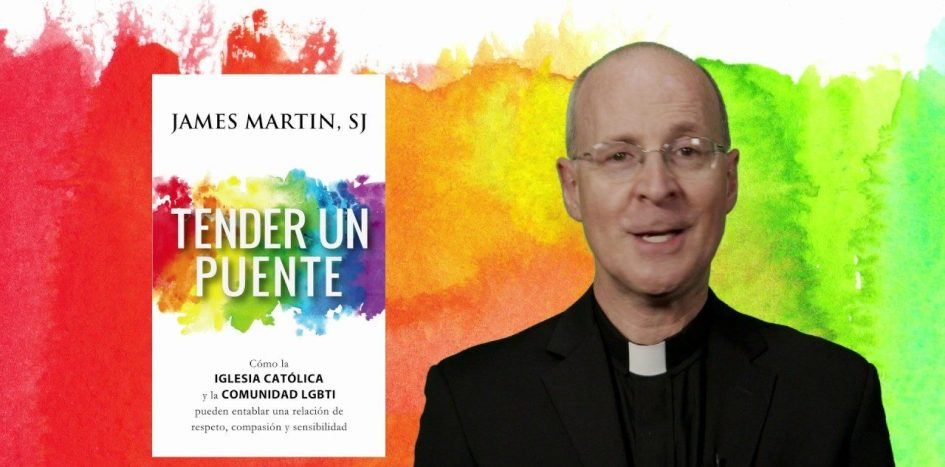 JAMES MARTIN, SJ
TENDER UN
PUENTE
Cómo la
IGLESIA CATÓLICA
y la COMUNIDAD LGBTI
pueden entablar una relación de
respeto, compasión y sensibilidad